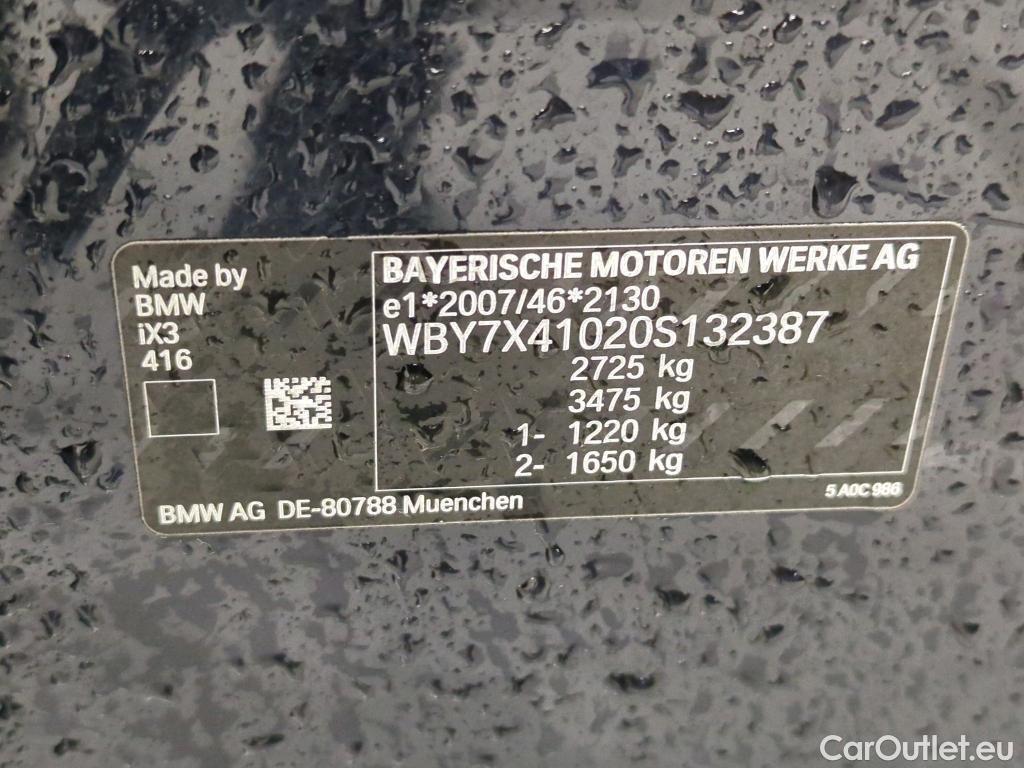 Made by
BMW
iX3
416
BAYERISCHE MOTOREN WERKE AG
e1*2007/46*2130
WBY7X41020S132387
2725 kg
3475 kg
1- 1220 kg
2- 1650 kg
5 A0C 986
BMW AG DE-80788 Muenchen
CarOutlet.eu